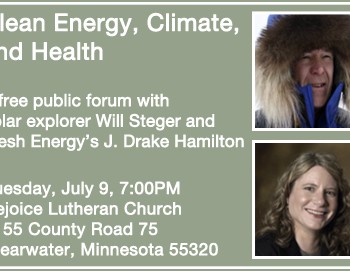 lean Energy, Climate,
nd Health
free public forum with
lar explorer Will Steger and
esh Energy's J. Drake Hamilton
uesday, July 9, 7:00PM
ejoice Lutheran Church
55 County Road 75
earwater, Minnesota 55320